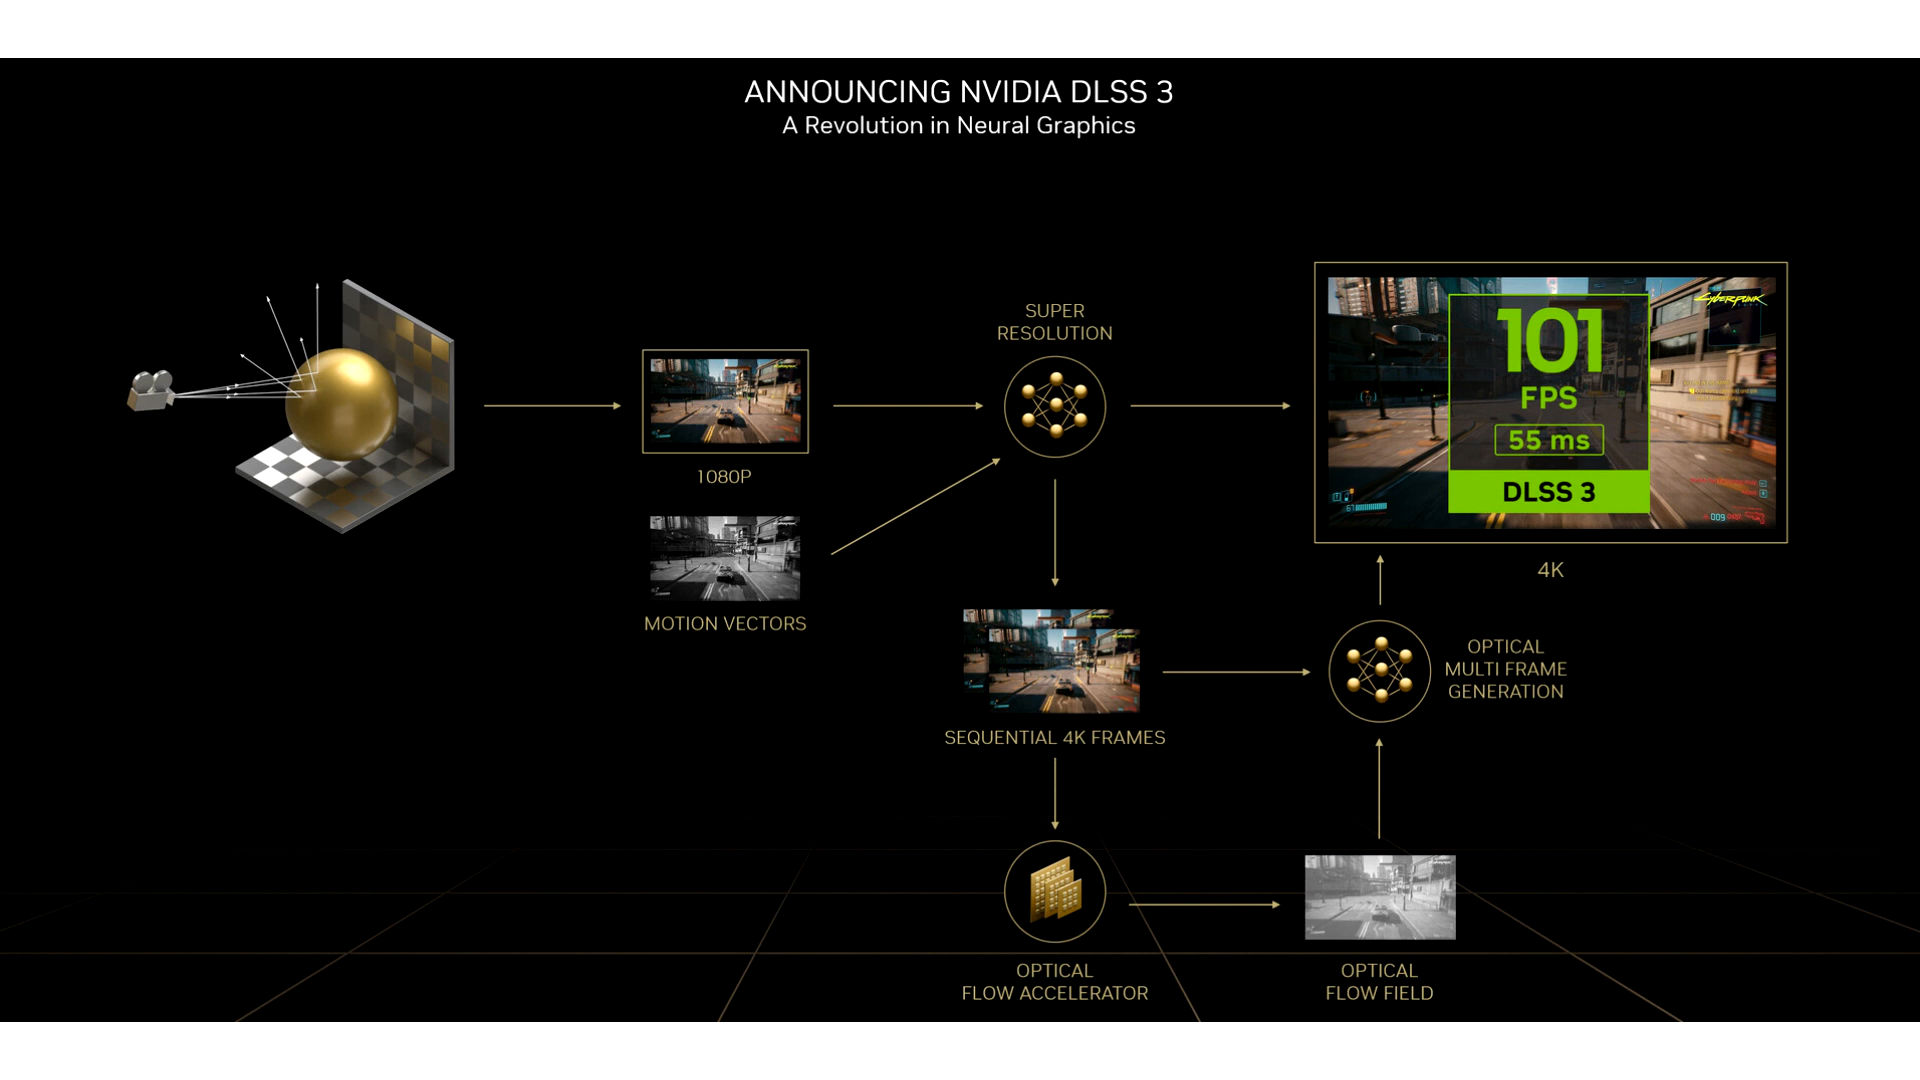 ANNOUNCING NVIDIA DLSS 3
A Revolution in Neural Graphics
SUPER
RESOLUTION
1080P
MOTION VECTORS
CYBERPUNK
101
FPS
55 ms
DLSS 3
4K
SEQUENTIAL 4K FRAMES
OPTICAL
MULTI FRAME
GENERATION
OPTICAL
FLOW ACCELERATOR
OPTICAL
FLOW FIELD